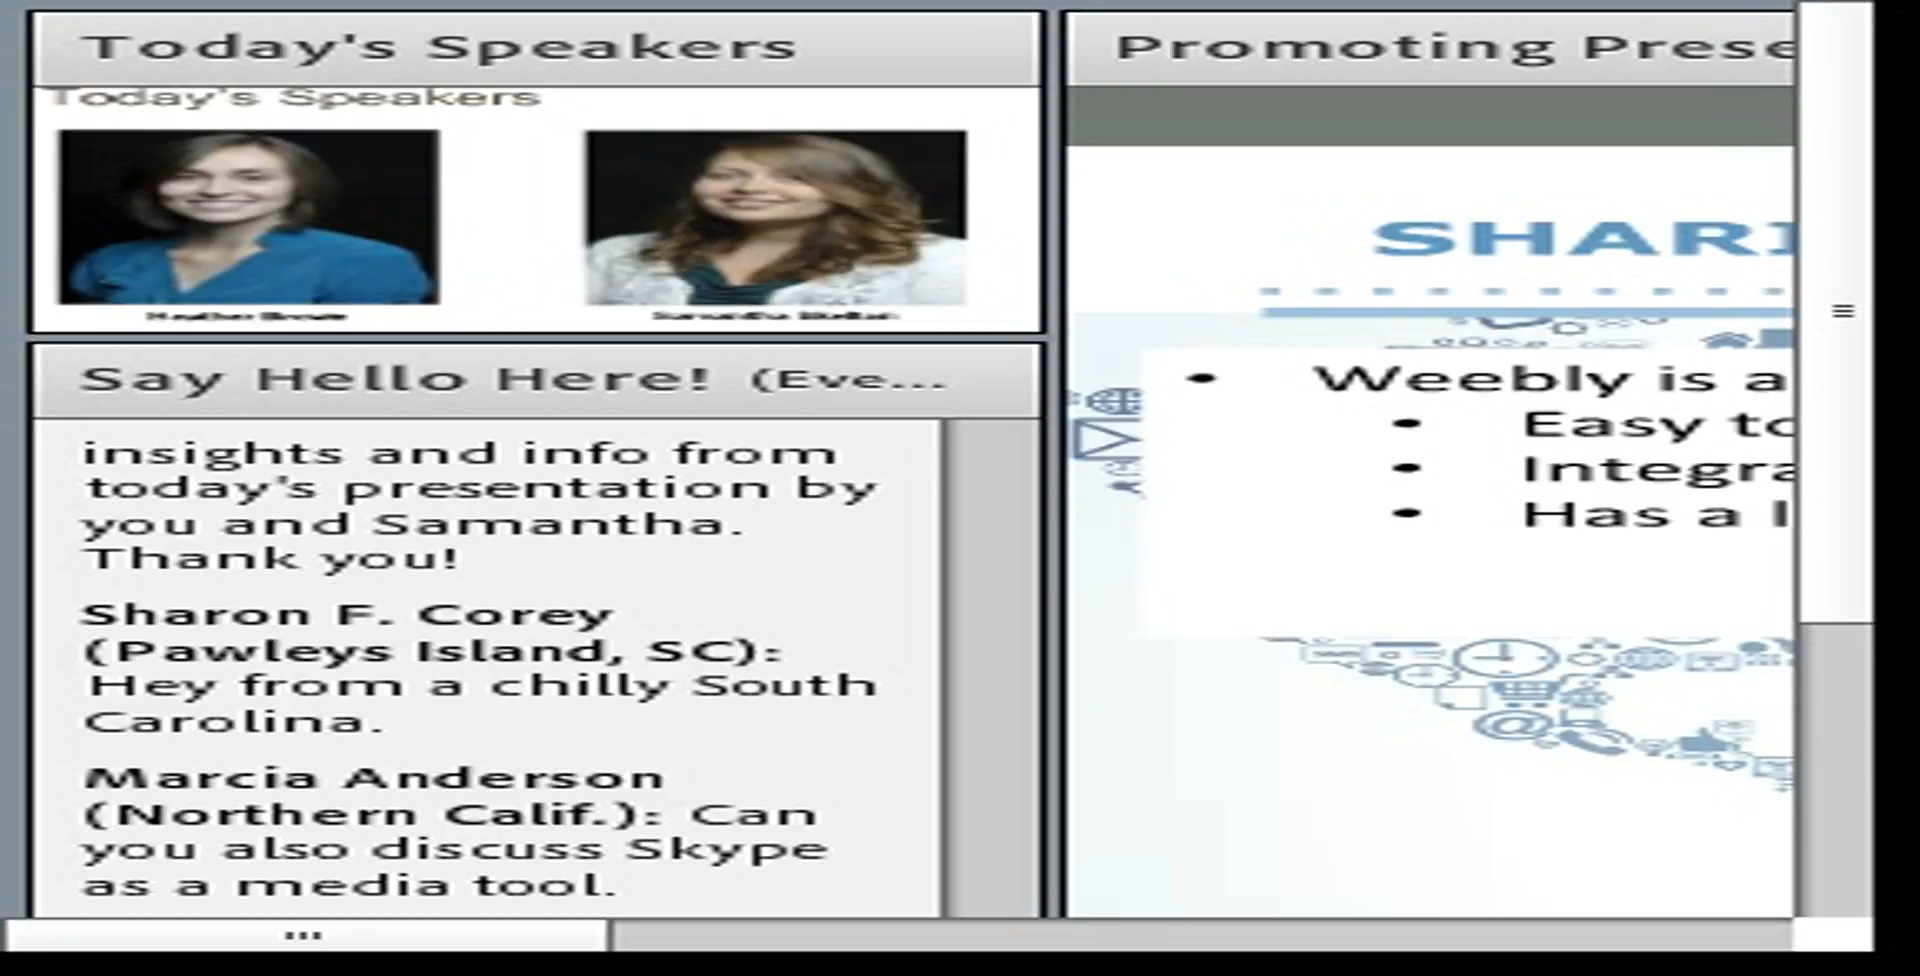 Today's Speakers
Today's Speakers
Say Hello Here! (Eve...
insights and info from
today's presentation by
you and Samantha.
Thank you!
Sharon F. Corey
(Pawleys Island, SC):
Hey from a chilly South
Carolina.
Marcia Anderson
(Northern Calif.): Can
you also discuss Skype
as a media tool.
Promoting Prese
SHARI
• Weebly is a
• Easy to
• Integra
• Has a l